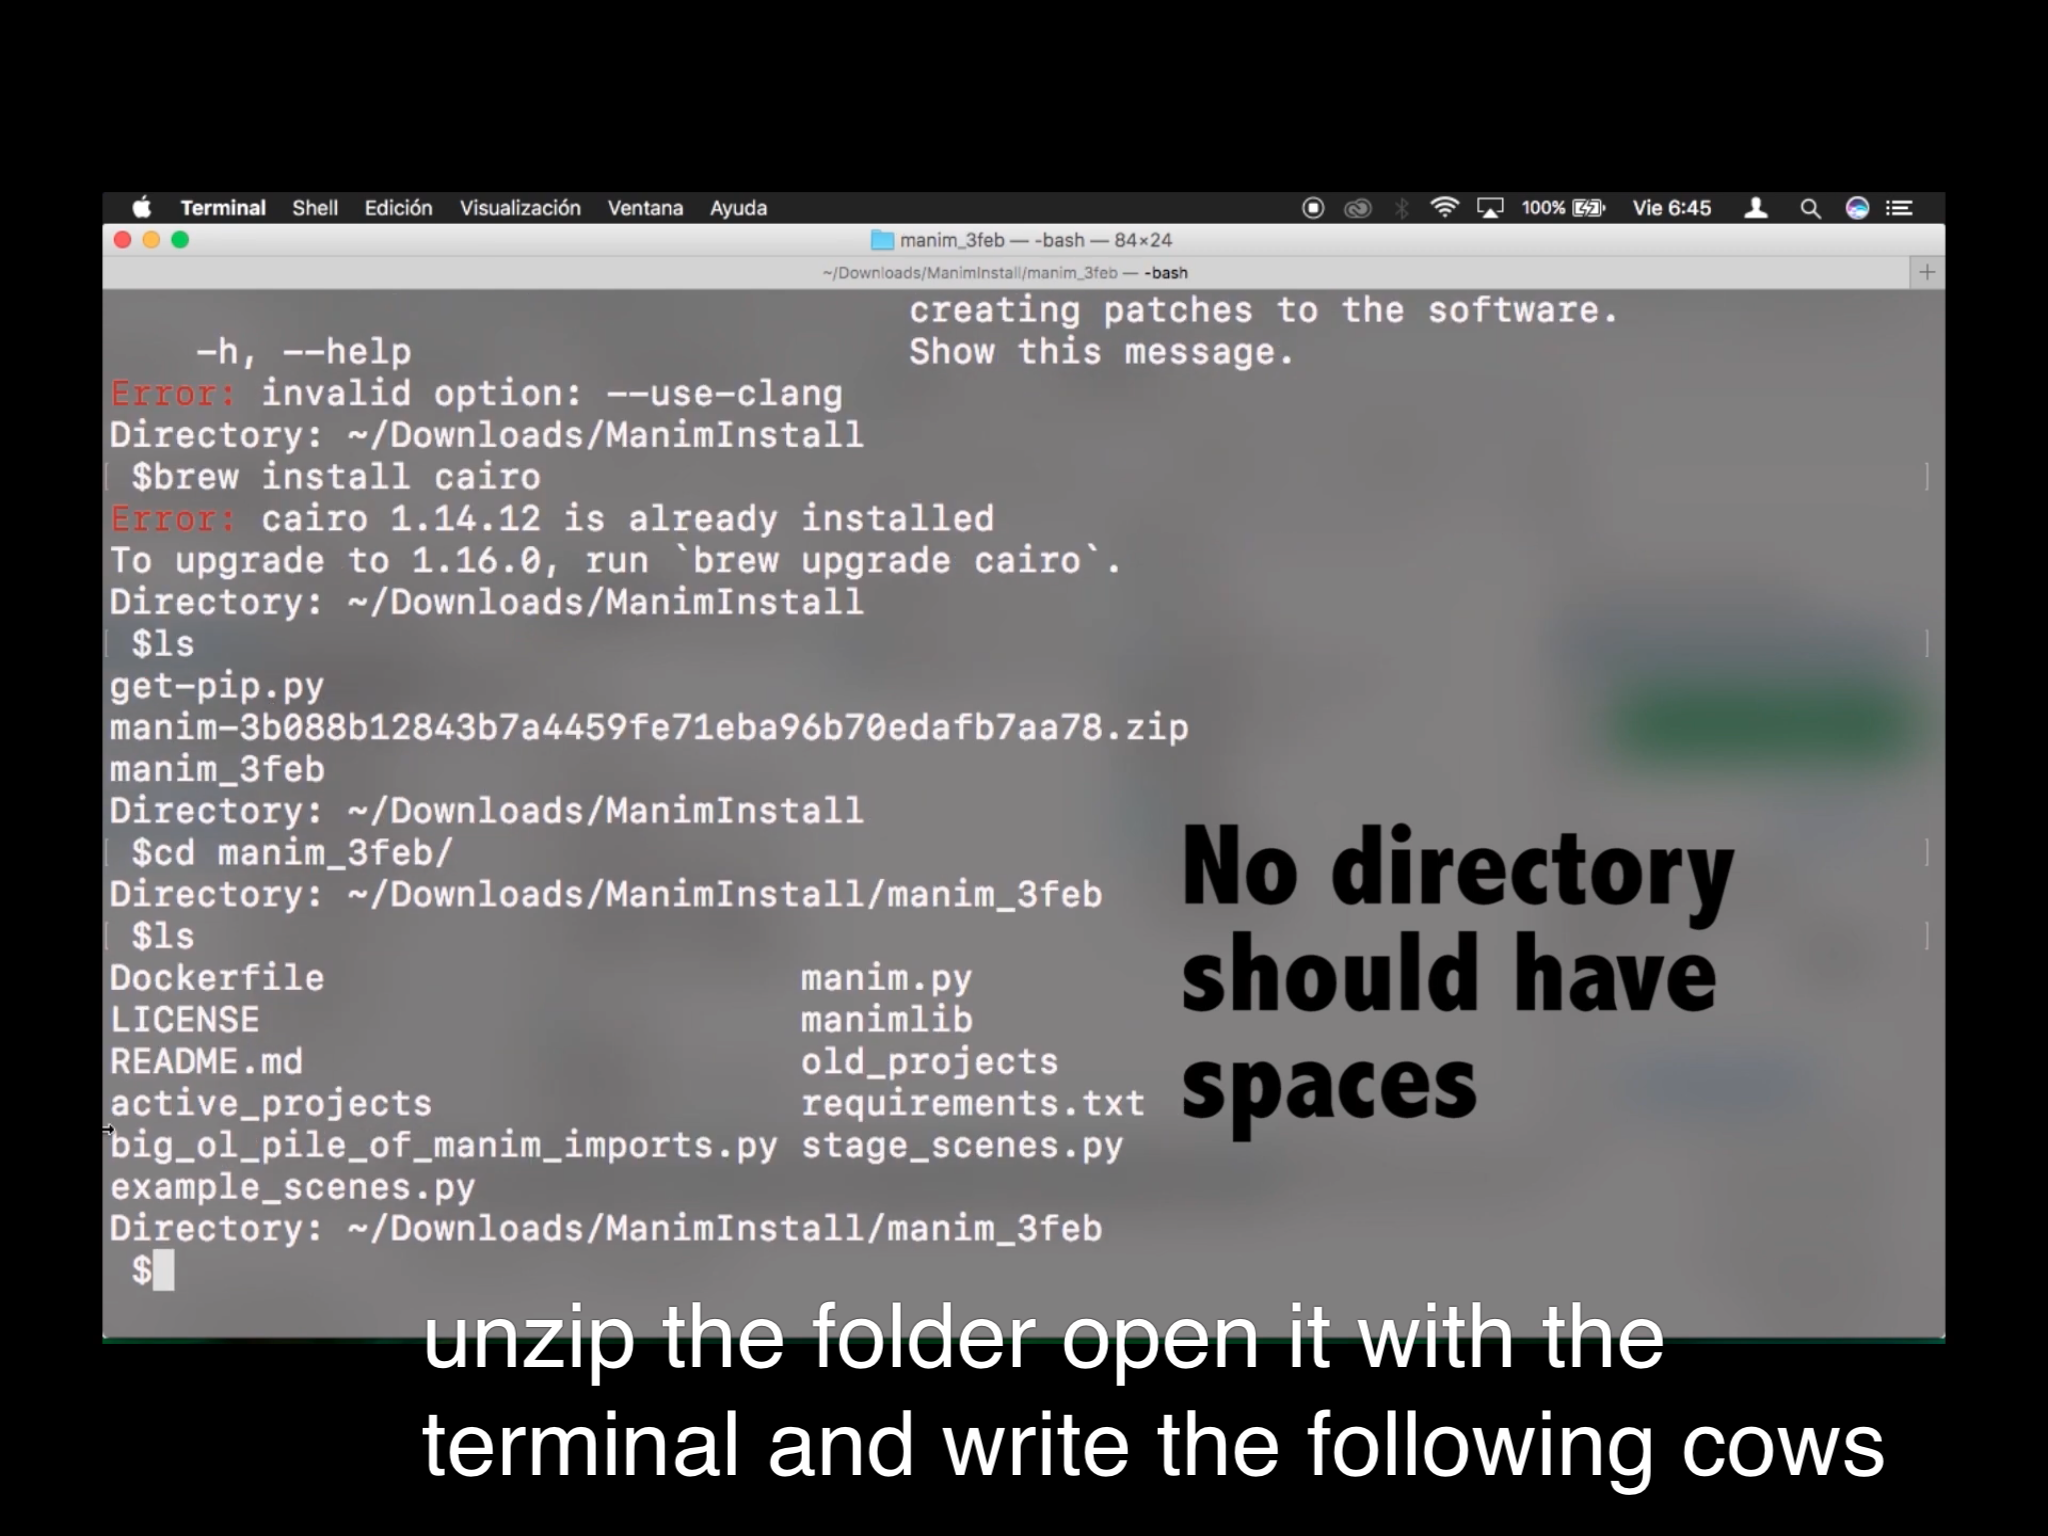 Terminal Shell Edición Visualización Ventana Ayuda 100% Vie 6:45
manim_3feb — -bash — 84×24
~/Downloads/ManimInstall/manim_3feb — -bash
creating patches to the software.
-h, --help Show this message.
Error: invalid option: --use-clang
Directory: ~/Downloads/ManimInstall
$brew install cairo
Error: cairo 1.14.12 is already installed
To upgrade to 1.16.0, run `brew upgrade cairo`.
Directory: ~/Downloads/ManimInstall
$ls
get-pip.py
manim-3b088b12843b7a4459fe71eba96b70edafb7aa78.zip
manim_3feb
Directory: ~/Downloads/ManimInstall
$cd manim_3feb/
Directory: ~/Downloads/ManimInstall/manim_3feb
$ls
Dockerfile manim.py
LICENSE manimlib
README.md old_projects
active_projects requirements.txt
big_ol_pile_of_manim_imports.py stage_scenes.py
example_scenes.py
Directory: ~/Downloads/ManimInstall/manim_3feb
$
No directory
should have
spaces
unzip the folder open it with the
terminal and write the following cows